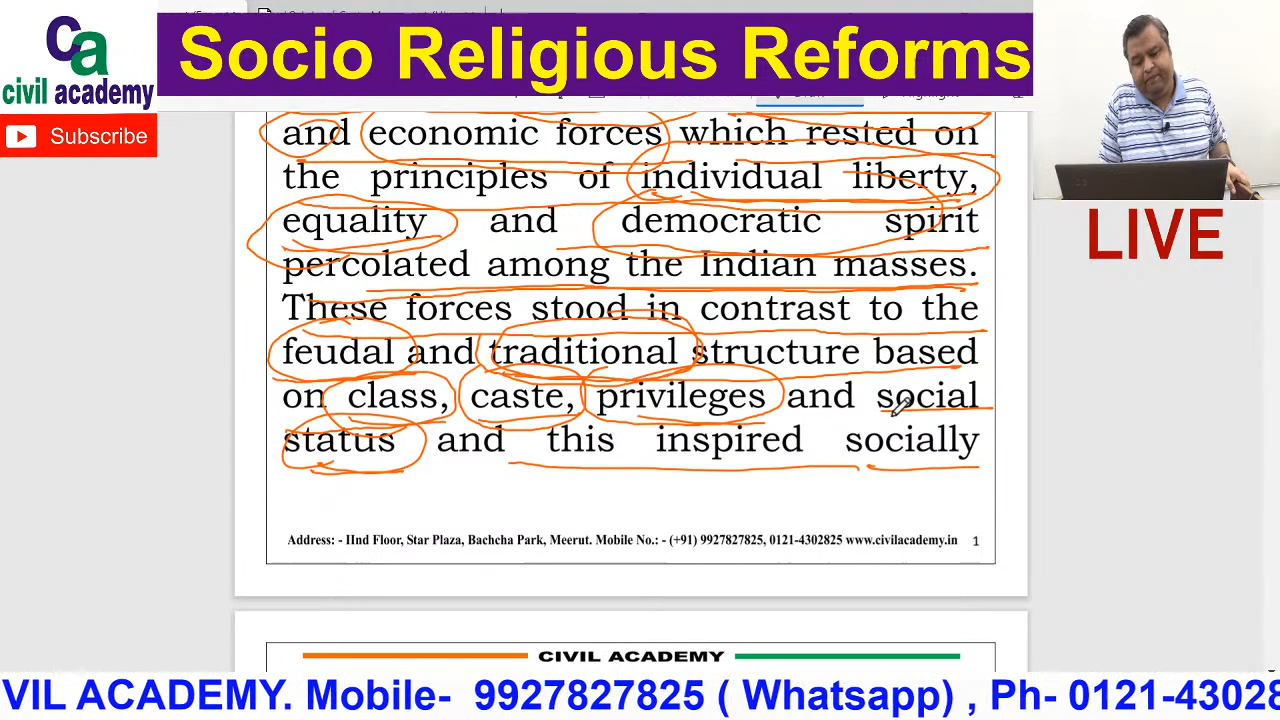 ca
civil academy
Subscribe
Socio Religious Reforms
LIVE
and economic forces which rested on
the principles of individual liberty,
equality and democratic spirit
percolated among the Indian masses.
These forces stood in contrast to the
feudal and traditional structure based
on class, caste, privileges and social
status and this inspired socially
Address: - IInd Floor, Star Plaza, Bachcha Park, Meerut. Mobile No.: - (+91) 9927827825, 0121-4302825 www.civilacademy.in 1
CIVIL ACADEMY
VIL ACADEMY. Mobile- 9927827825 ( Whatsapp) , Ph- 0121-43028